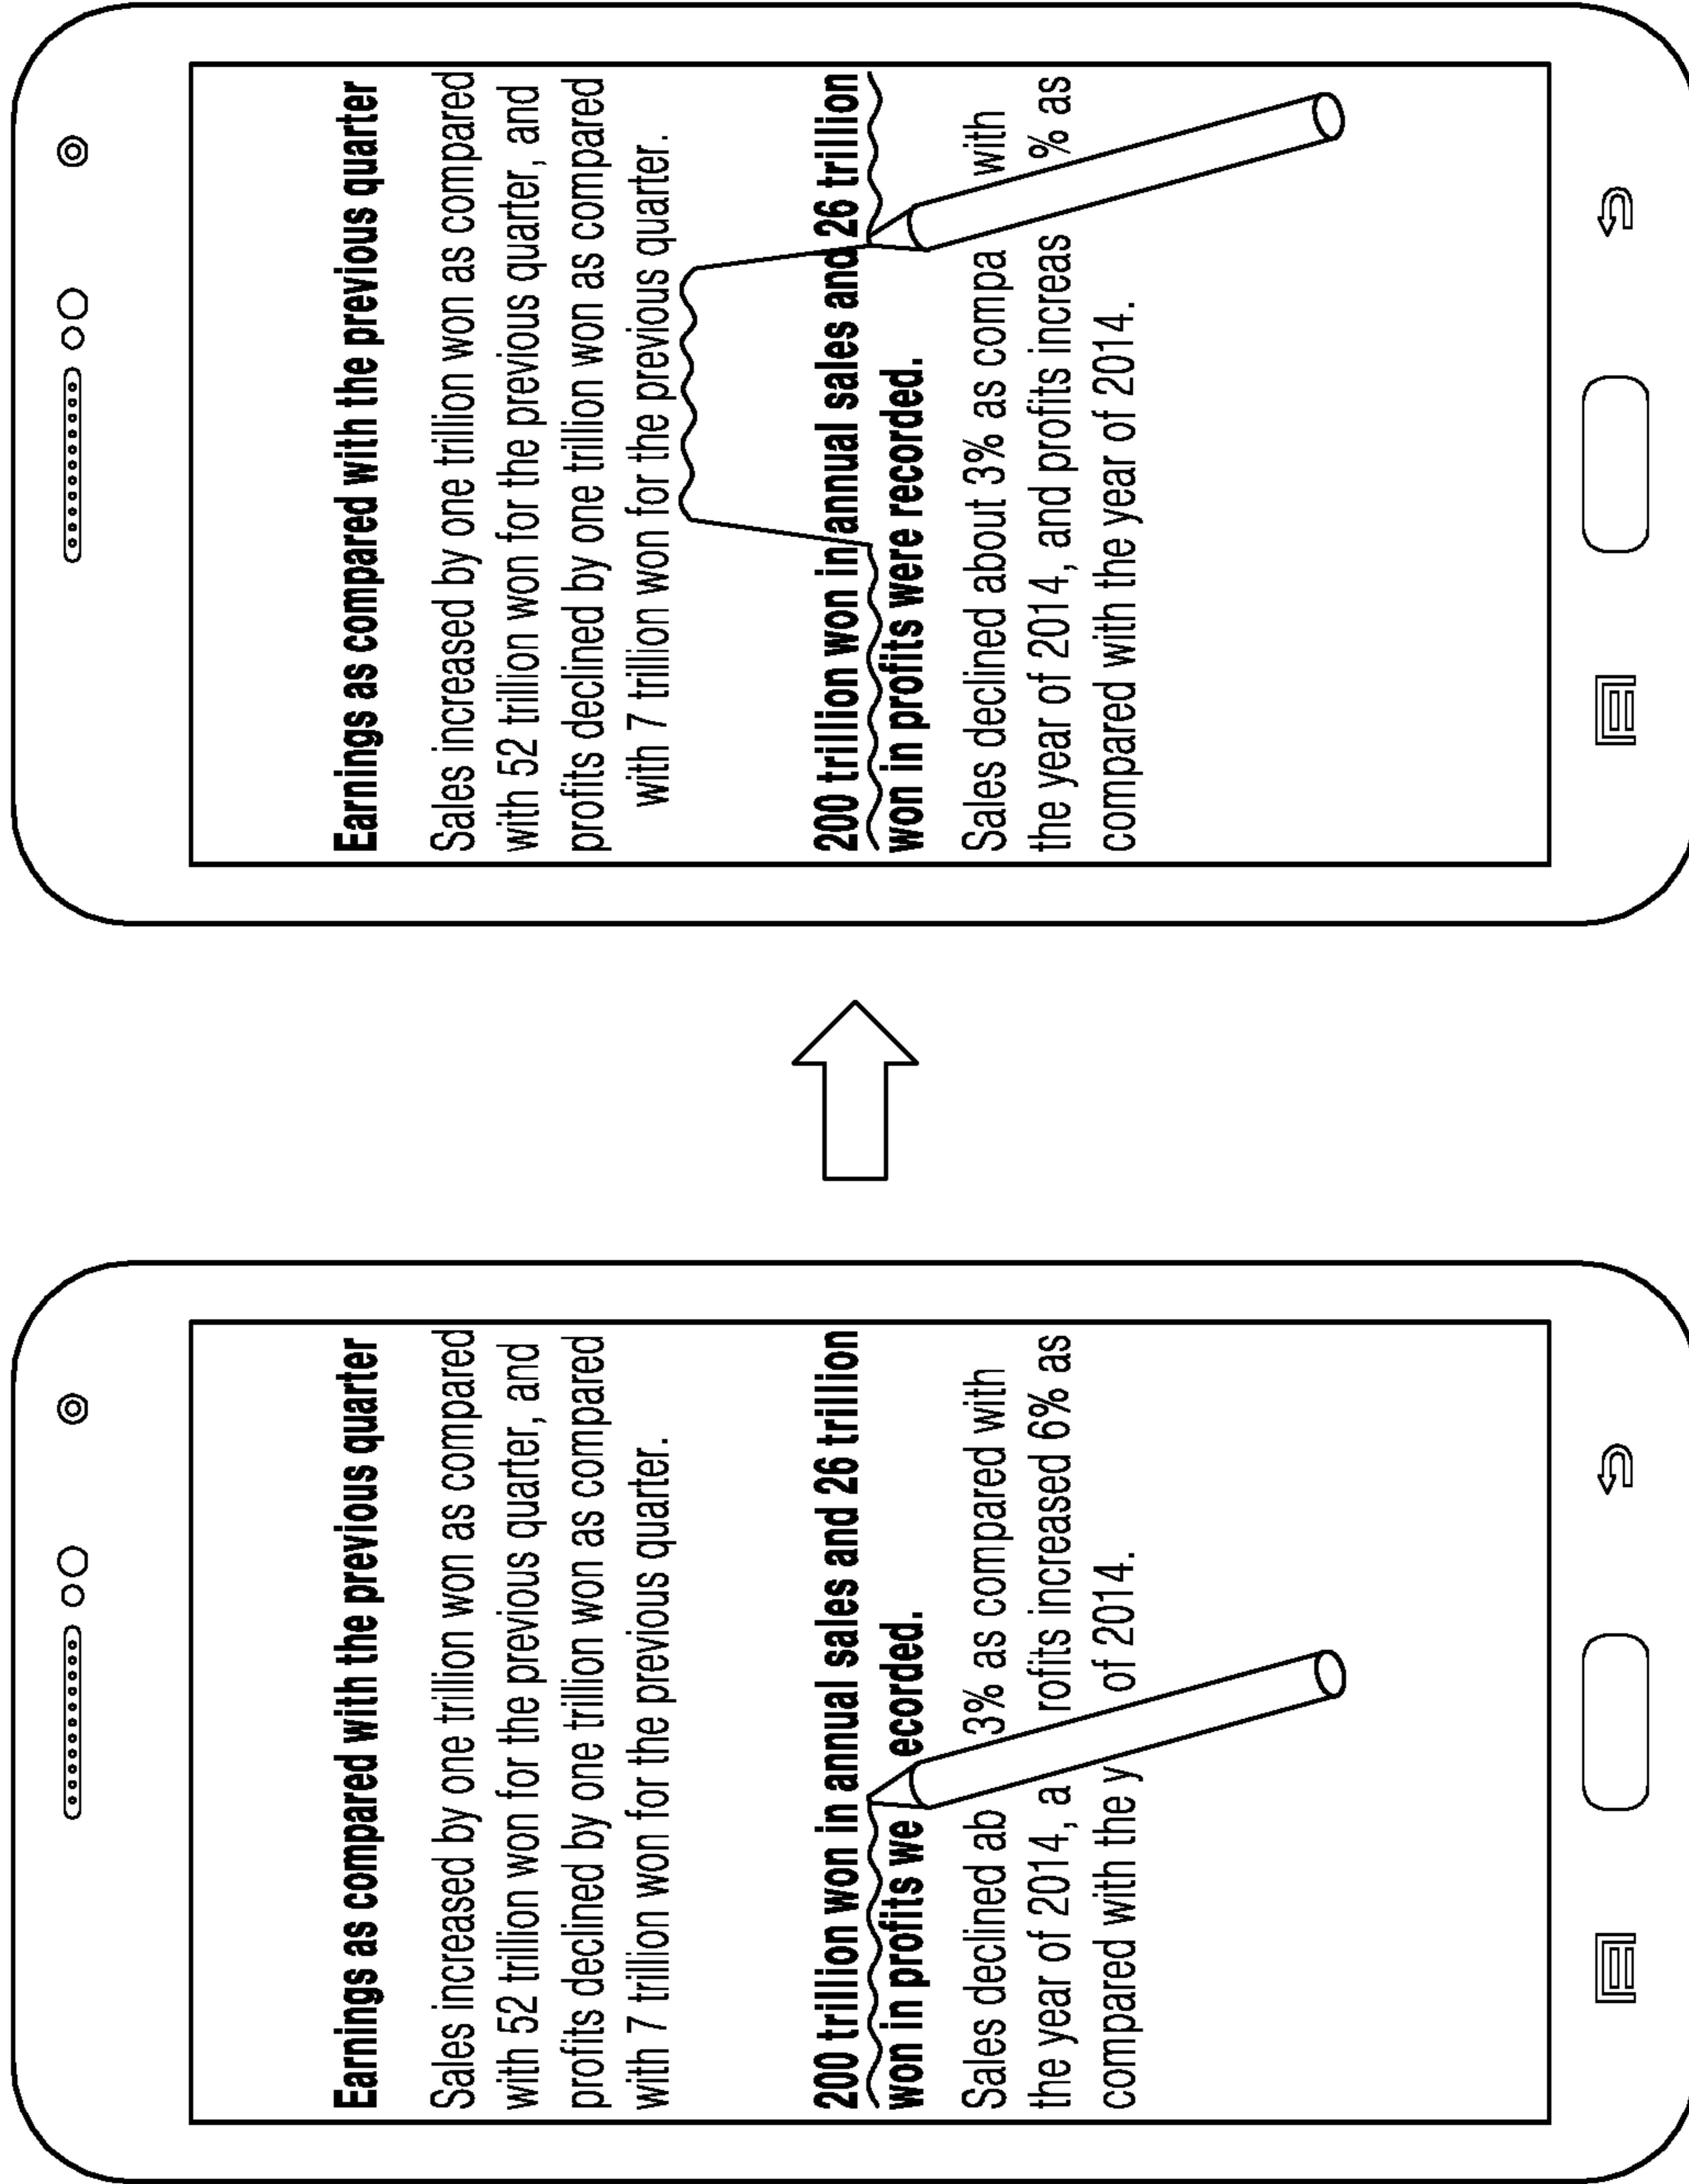 Earnings as compared with the previous quarter
Sales increased by one trillion won as compared
with 52 trillion won for the previous quarter, and
profits declined by one trillion won as compared
with 7 trillion won for the previous quarter.
200 trillion won in annual sales and 26 trillion
won in profits we ecorded.
Sales declined ab 3% as compared with
the year of 2014, a rofits increased 6% as
compared with the y of 2014.
Earnings as compared with the previous quarter
Sales increased by one trillion won as compared
with 52 trillion won for the previous quarter, and
profits declined by one trillion won as compared
with 7 trillion won for the previous quarter.
200 trillion won in annual sales and 26 trillion
won in profits were recorded.
Sales declined about 3% as compa with
the year of 2014, and profits increas % as
compared with the year of 2014.